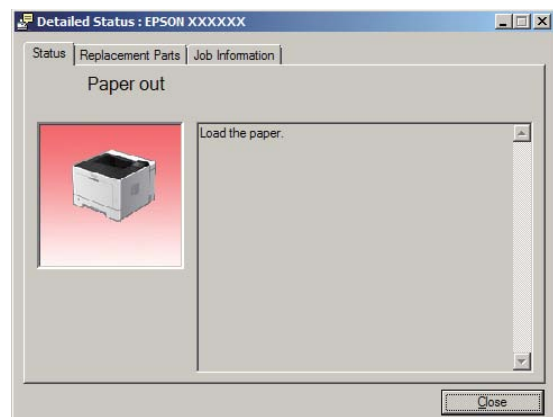 Detailed Status : EPSON XXXXXX
Status Replacement Parts Job Information
Paper out
Load the paper.
Close